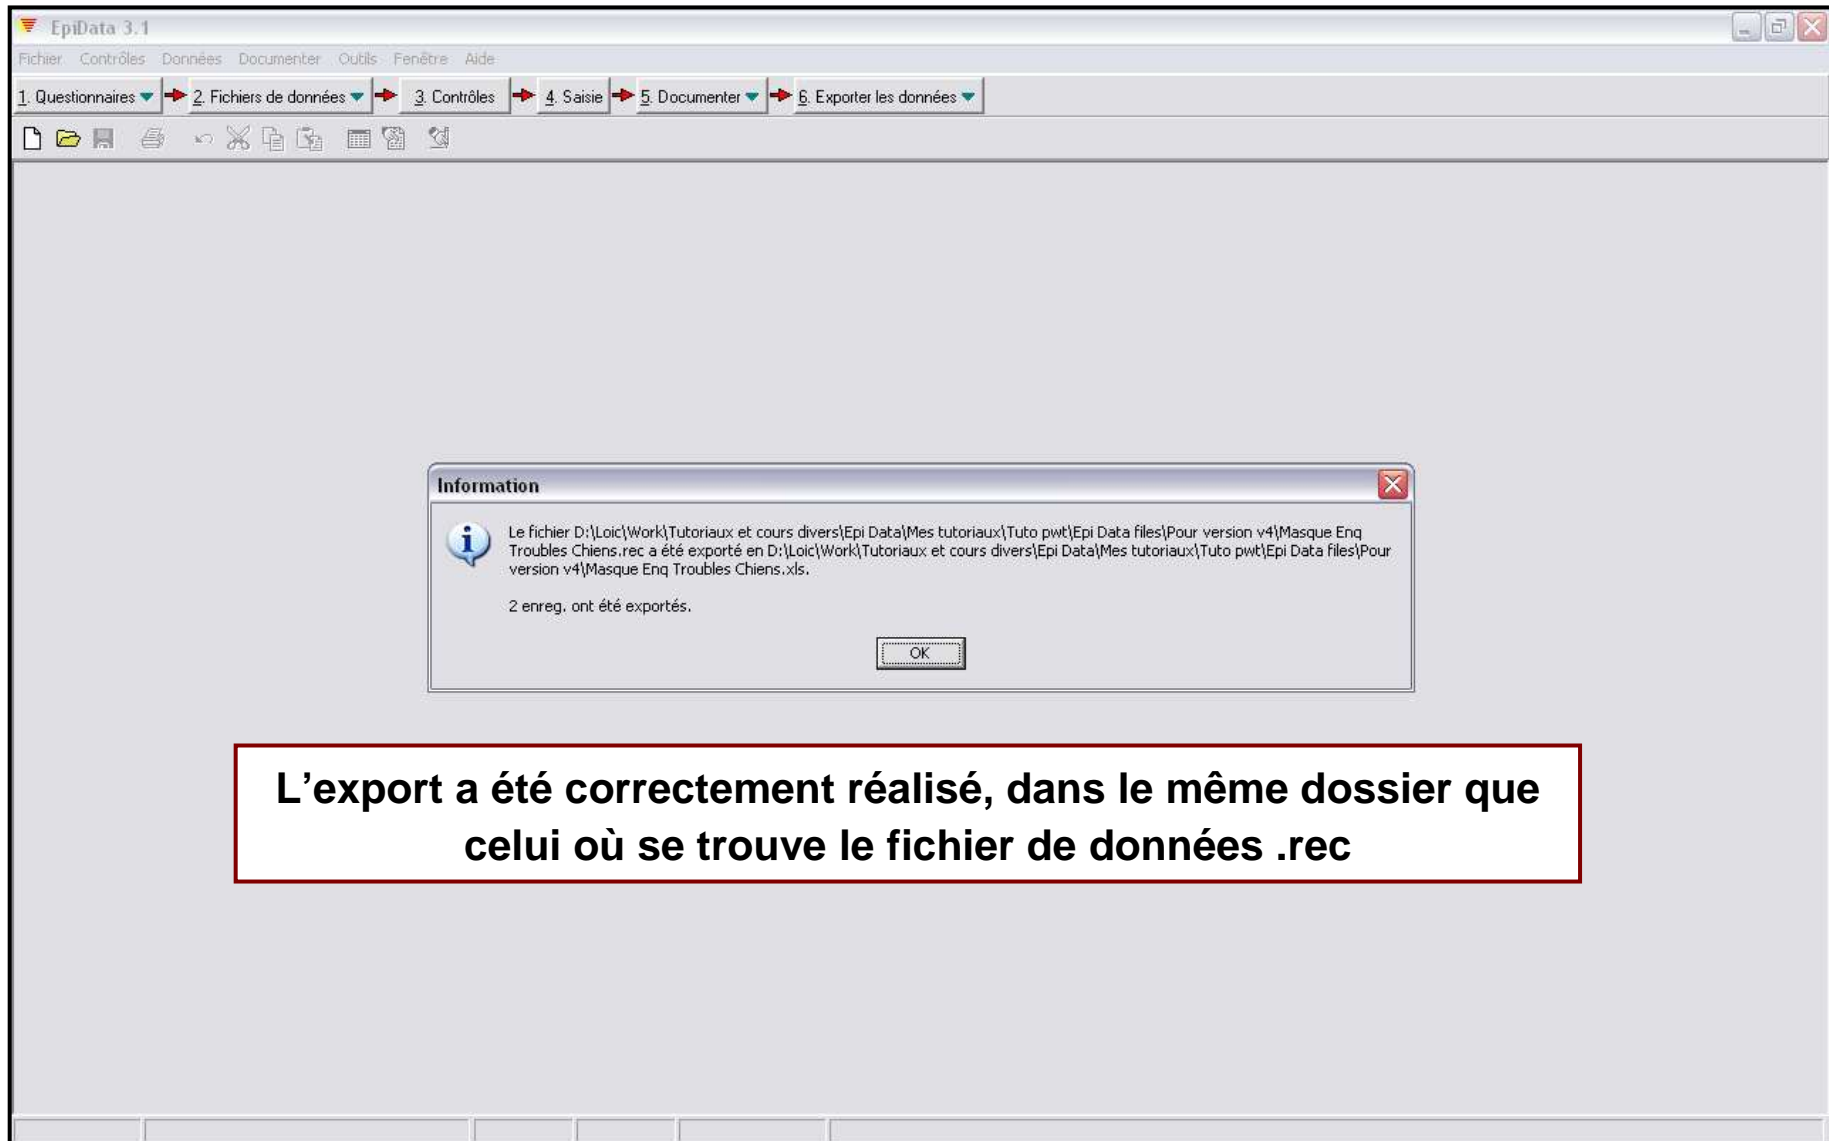 EpiData 3.1
Fichier Contrôles Données Documenter Outils Fenêtre Aide
1. Questionnaires 2. Fichiers de données 3. Contrôles 4. Saisie 5. Documenter 6. Exporter les données
Information
Le fichier D:\Loic\Work\Tutoriaux et cours divers\Epi Data\Mes tutoriaux\Tuto pwt\Epi Data files\Pour version v4\Masque Enq
Troubles Chiens.rec a été exporté en D:\Loic\Work\Tutoriaux et cours divers\Epi Data\Mes tutoriaux\Tuto pwt\Epi Data files\Pour
version v4\Masque Enq Troubles Chiens.xls.
2 enreg. ont été exportés.
OK
L’export a été correctement réalisé, dans le même dossier que
celui où se trouve le fichier de données .rec